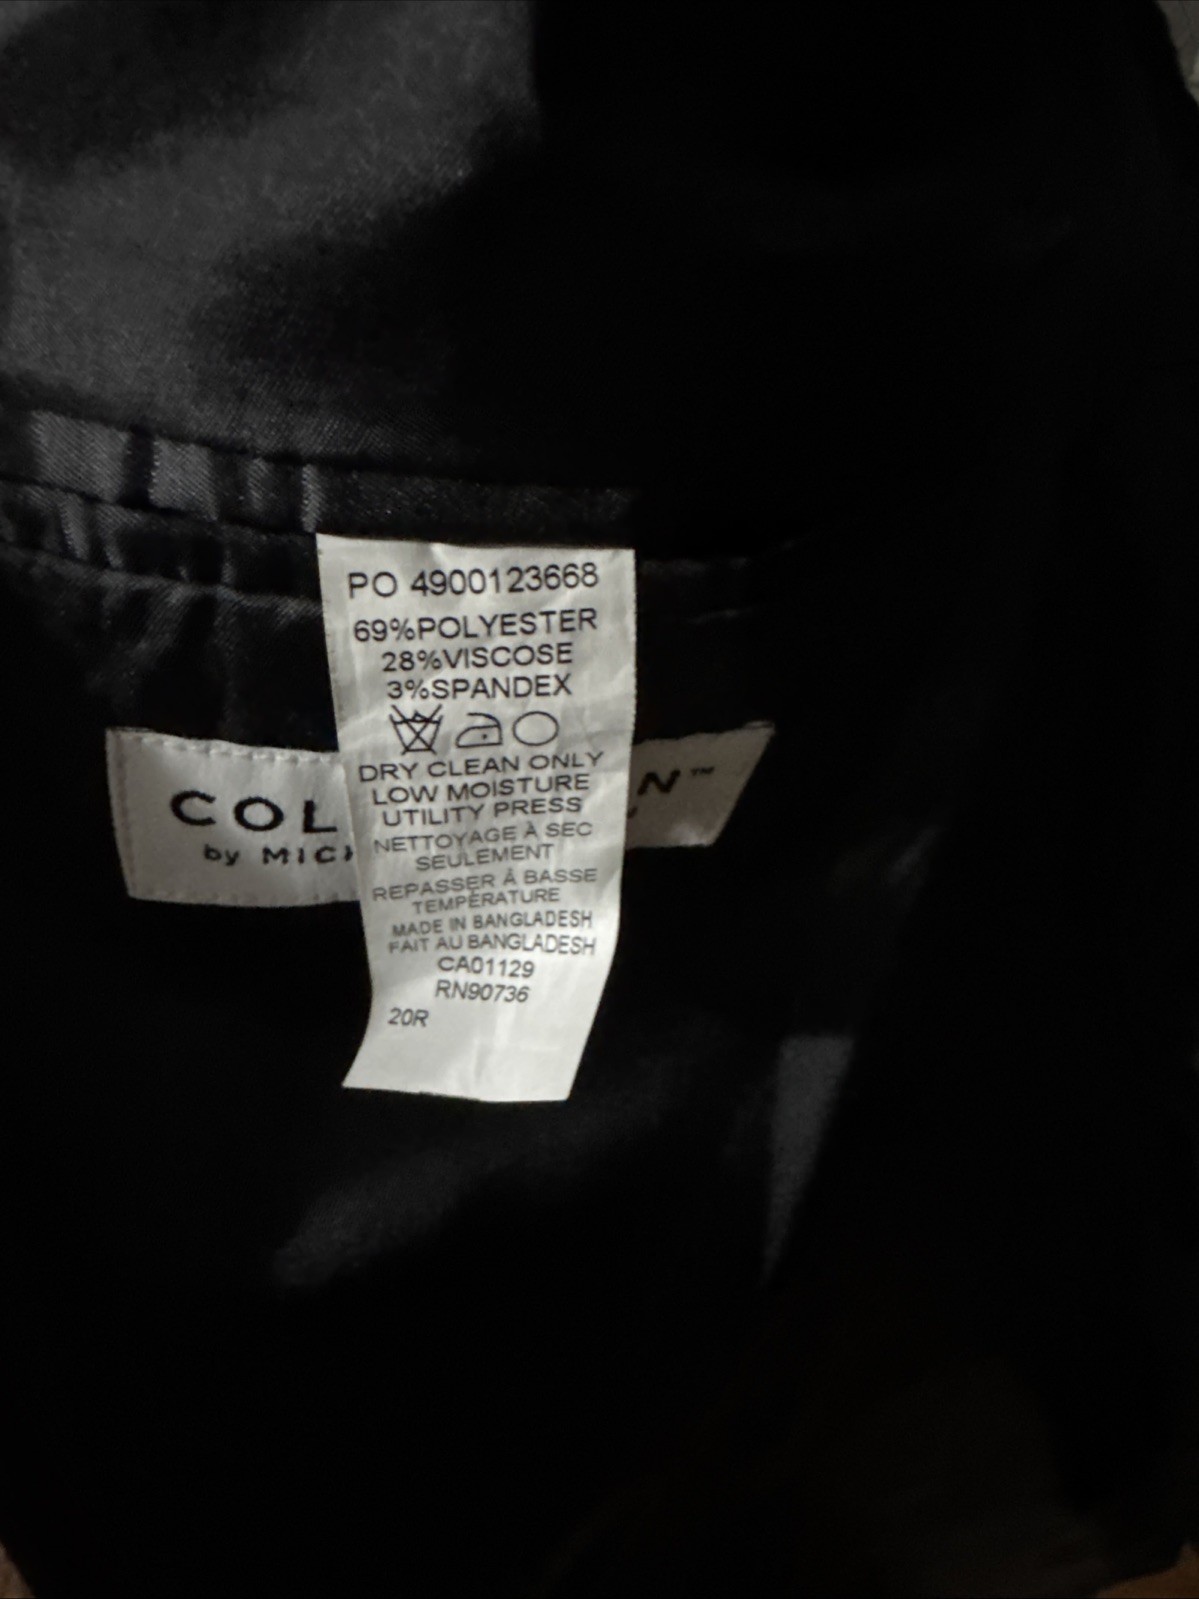 PO 4900123668
69%POLYESTER
28%VISCOSE
3%SPANDEX
DRY CLEAN ONLY
LOW MOISTURE
UTILITY PRESS
NETTOYAGE À SEC
SEULEMENT
REPASSER À BASSE
TEMPÉRATURE
MADE IN BANGLADESH
FAIT AU BANGLADESH
CA01129
RN90736
20R
COL N™
by MIC